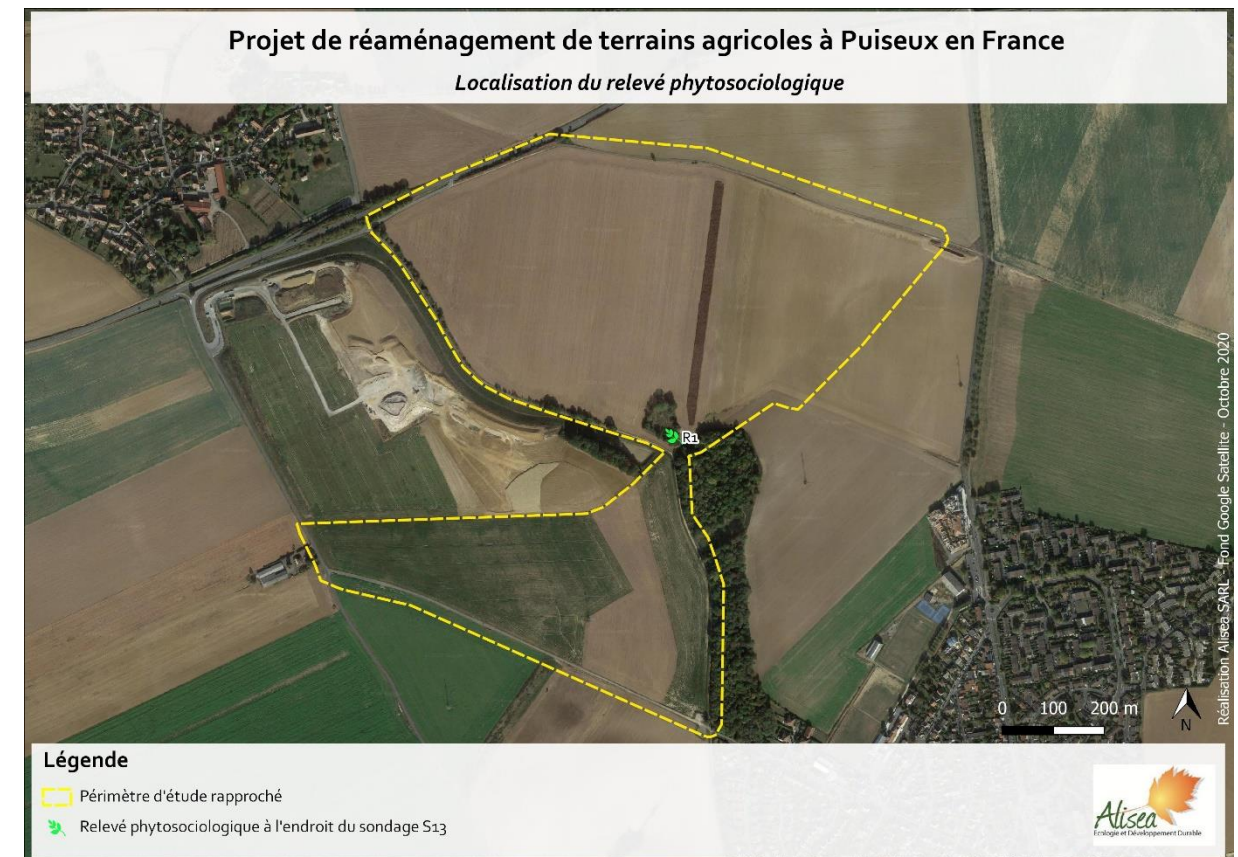 Projet de réaménagement de terrains agricoles à Puiseux en France
Localisation du relevé phytosociologique
R1
Réalisation Alisea SARL - Fond Google Satellite - Octobre 2020
0 100 200 m
N
Légende
Périmètre d'étude rapproché
Relevé phytosociologique à l'endroit du sondage S13
Alisea
Ecologie et Développement Durable